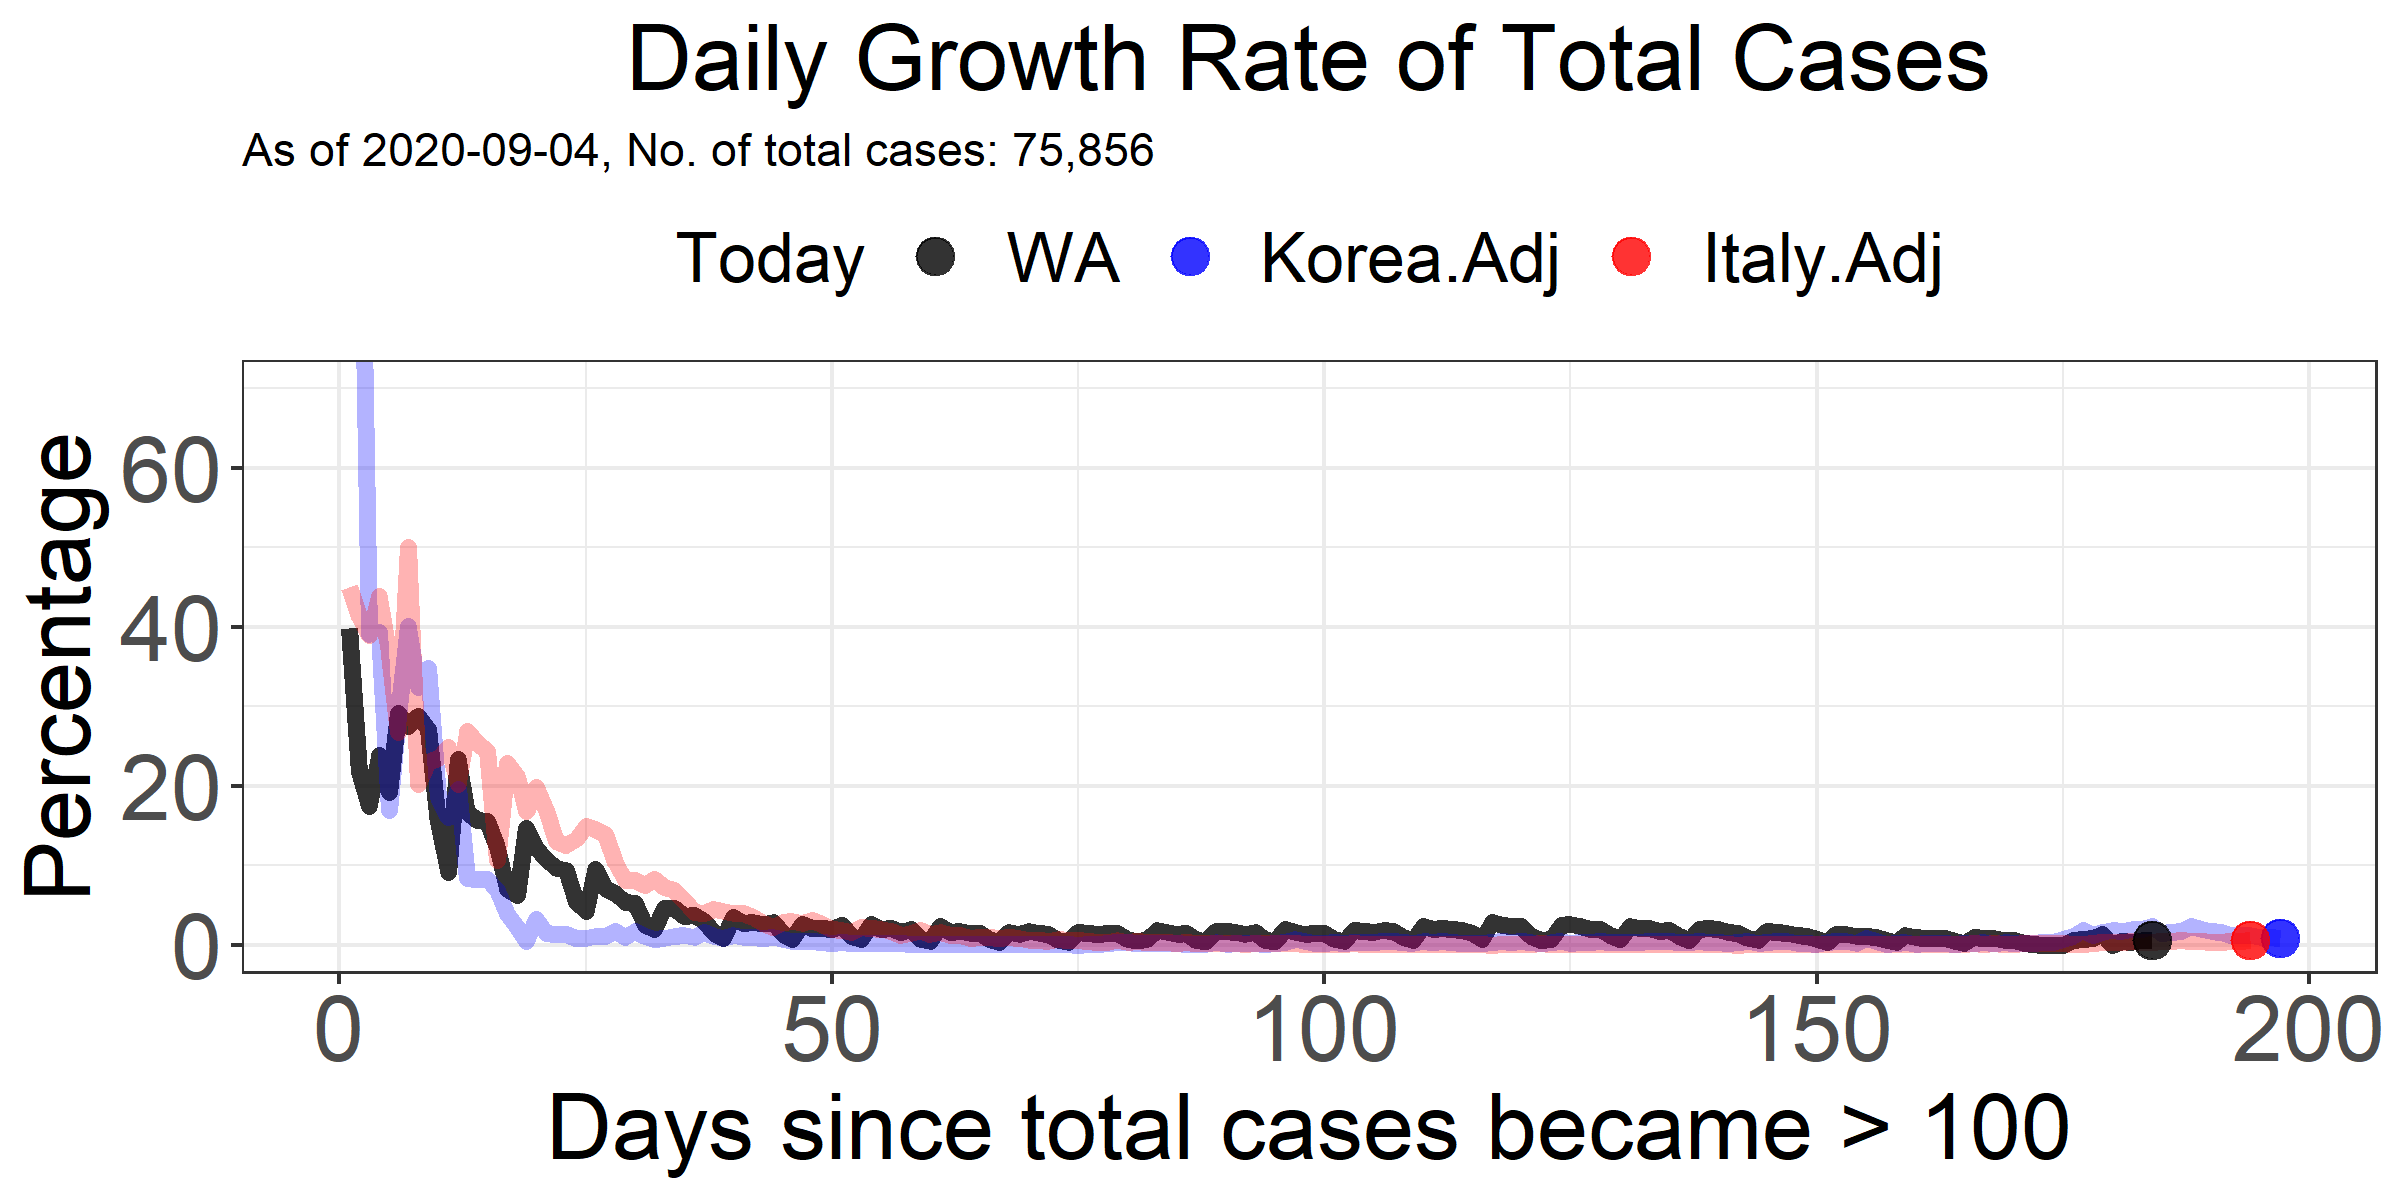 Daily Growth Rate of Total Cases
As of 2020-09-04, No. of total cases: 75,856
Today WA Korea.Adj Italy.Adj
Percentage
60
40
20
0
0 50 100 150 200
Days since total cases became > 100